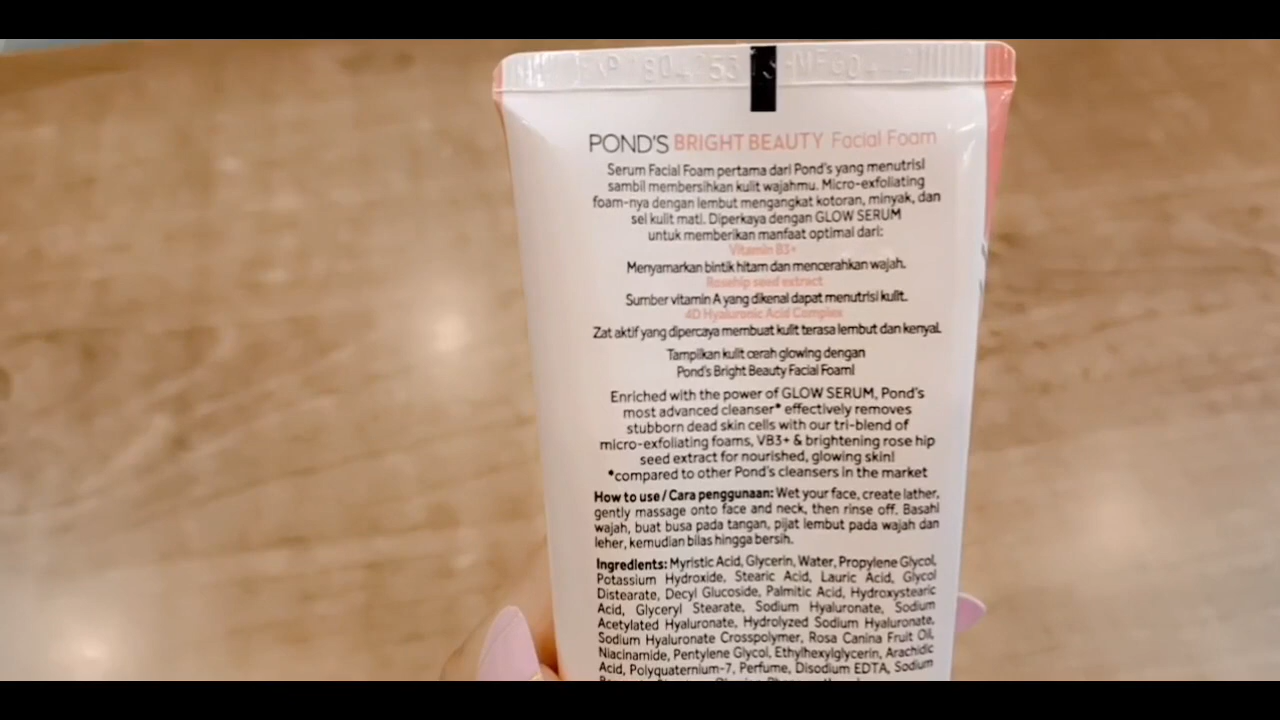 POND'S BRIGHT BEAUTY Facial Foam
Serum Facial Foam pertama dari Pond's yang menutrisi
sambil membersihkan kulit wajahmu. Micro-exfoliating
foam-nya dengan lembut mengangkat kotoran, minyak, dan
sel kulit mati. Diperkaya dengan GLOW SERUM
untuk memberikan manfaat optimal dari:
Vitamin B3+
Menyamarkan bintik hitam dan mencerahkan wajah.
Rosehip seed extract
Sumber vitamin A yang dikenal dapat menutrisi kulit.
4D Hyaluronic Acid Complex
Zat aktif yang dipercaya membuat kulit terasa lembut dan kenyal.
Tampilkan kulit cerah glowing dengan
Pond's Bright Beauty Facial Foam!
Enriched with the power of GLOW SERUM, Pond's
most advanced cleanser* effectively removes
stubborn dead skin cells with our tri-blend of
micro-exfoliating foams, VB3+ & brightening rose hip
seed extract for nourished, glowing skin!
*compared to other Pond's cleansers in the market
How to use / Cara penggunaan: Wet your face, create lather,
gently massage onto face and neck, then rinse off. Basahi
wajah, buat busa pada tangan, pijat lembut pada wajah dan
leher, kemudian bilas hingga bersih.
Ingredients: Myristic Acid, Glycerin, Water, Propylene Glycol,
Potassium Hydroxide, Stearic Acid, Lauric Acid, Glycol
Distearate, Decyl Glucoside, Palmitic Acid, Hydroxystearic
Acid, Glyceryl Stearate, Sodium Hyaluronate, Sodium
Acetylated Hyaluronate, Hydrolyzed Sodium Hyaluronate,
Sodium Hyaluronate Crosspolymer, Rosa Canina Fruit Oil,
Niacinamide, Pentylene Glycol, Ethylhexylglycerin, Arachidic
Acid, Polyquaternium-7, Perfume, Disodium EDTA, Sodium